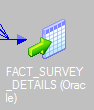 FACT_SURVEY
_DETAILS (Orac
le)